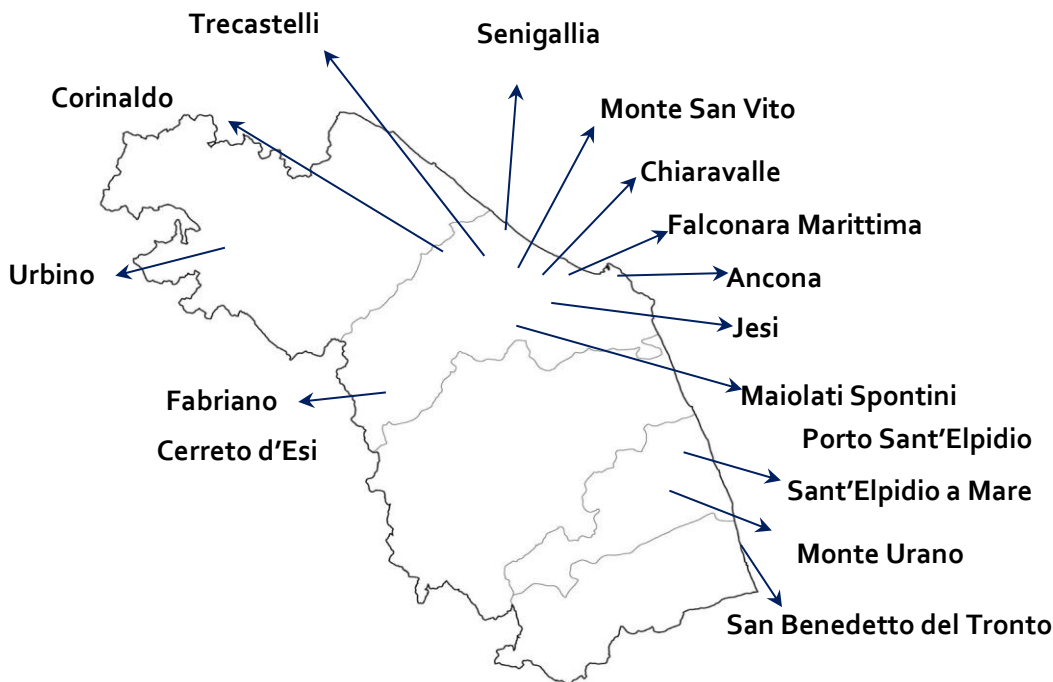 Trecastelli
Senigallia
Corinaldo
Monte San Vito
Chiaravalle
Falconara Marittima
Urbino
Ancona
Jesi
Fabriano
Maiolati Spontini
Cerreto d'Esi
Porto Sant'Elpidio
Sant'Elpidio a Mare
Monte Urano
San Benedetto del Tronto